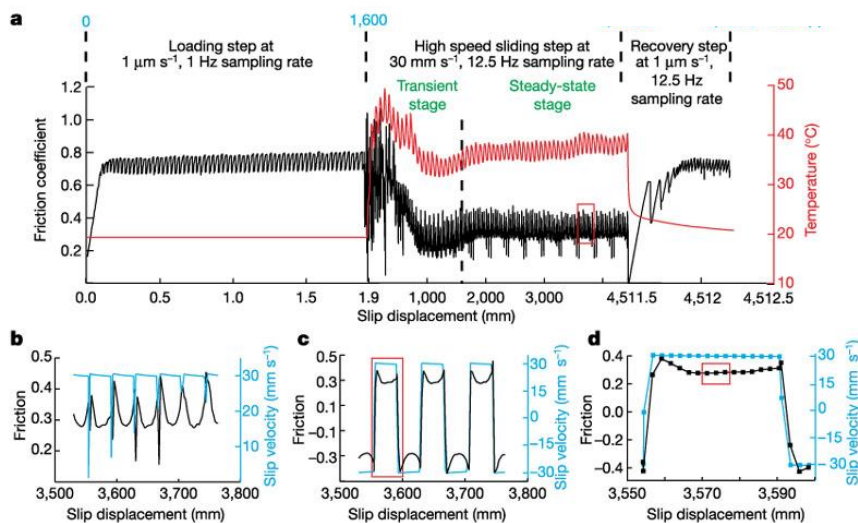 a
0
1,600
Loading step at
1 μm s⁻¹, 1 Hz sampling rate
High speed sliding step at
30 mm s⁻¹, 12.5 Hz sampling rate
Recovery step
at 1 μm s⁻¹,
12.5 Hz
sampling rate
Transient
stage
Steady-state
stage
Friction coefficient
1.2
1.0
0.8
0.6
0.4
0.2
Temperature (°C)
50
40
30
20
10
0.0 0.5 1.0 1.5 1.9 1,000 2,000 3,000 4,511.5 4,512 4,512.5
Slip displacement (mm)
b
Friction
0.5
0.4
0.3
0.2
Slip velocity (mm s⁻¹)
30
20
10
3,500 3,600 3,700 3,800
Slip displacement (mm)
c
Friction
0.5
0.3
0.1
−0.1
−0.3
Slip velocity (mm s⁻¹)
30
15
0
−15
−30
3,500 3,600 3,700 3,800
Slip displacement (mm)
d
Friction
0.4
0.2
0.0
−0.2
−0.4
Slip velocity (mm s⁻¹)
30
15
0
−15
−30
3,550 3,570 3,590
Slip displacement (mm)